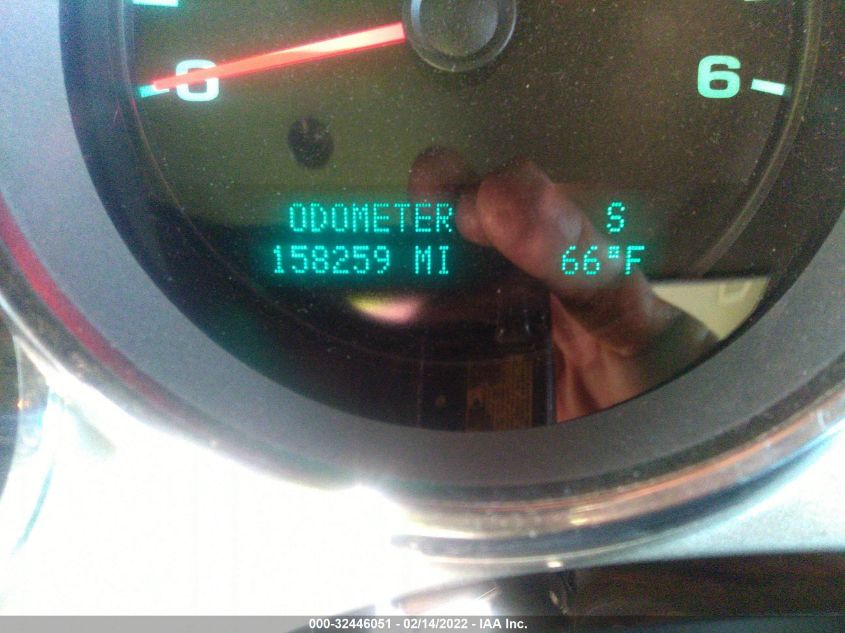 0 6
ODOMETER S
158259 MI 66°F
000-32446051 - 02/14/2022 - IAA Inc.